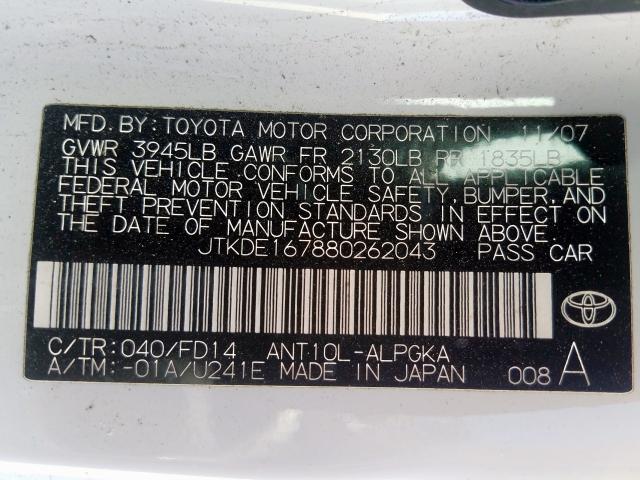 MFD.BY:TOYOTA MOTOR CORPORATION 11/07
GVWR 3945LB GAWR FR 2130LB RR 1835LB
THIS VEHICLE CONFORMS TO ALL APPLICABLE
FEDERAL MOTOR VEHICLE SAFETY, BUMPER, AND
THEFT PREVENTION STANDARDS IN EFFECT ON
THE DATE OF MANUFACTURE SHOWN ABOVE.
JTKDE167880262043 PASS CAR
C/TR:040/FD14 ANT10L-ALPGKA
A/TM:-01A/U241E MADE IN JAPAN 008 A